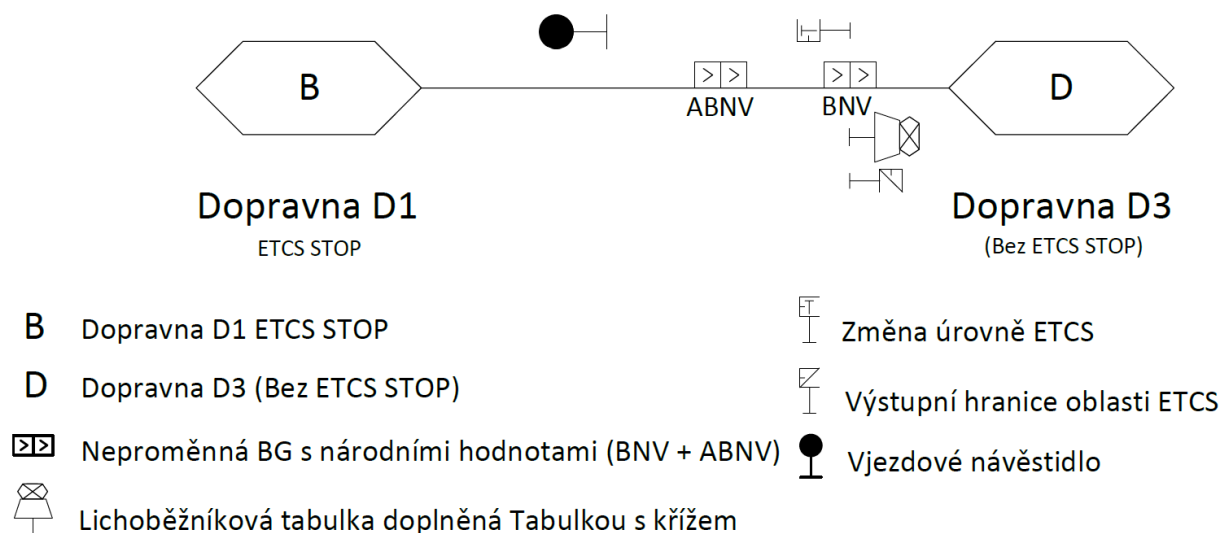 B
D
ABNV
BNV
Dopravna D1
ETCS STOP
Dopravna D3
(Bez ETCS STOP)
B Dopravna D1 ETCS STOP
D Dopravna D3 (Bez ETCS STOP)
Neproměnná BG s národními hodnotami (BNV + ABNV)
Lichoběžníková tabulka doplněná Tabulkou s křížem
Změna úrovně ETCS
Výstupní hranice oblasti ETCS
Vjezdové návěstidlo